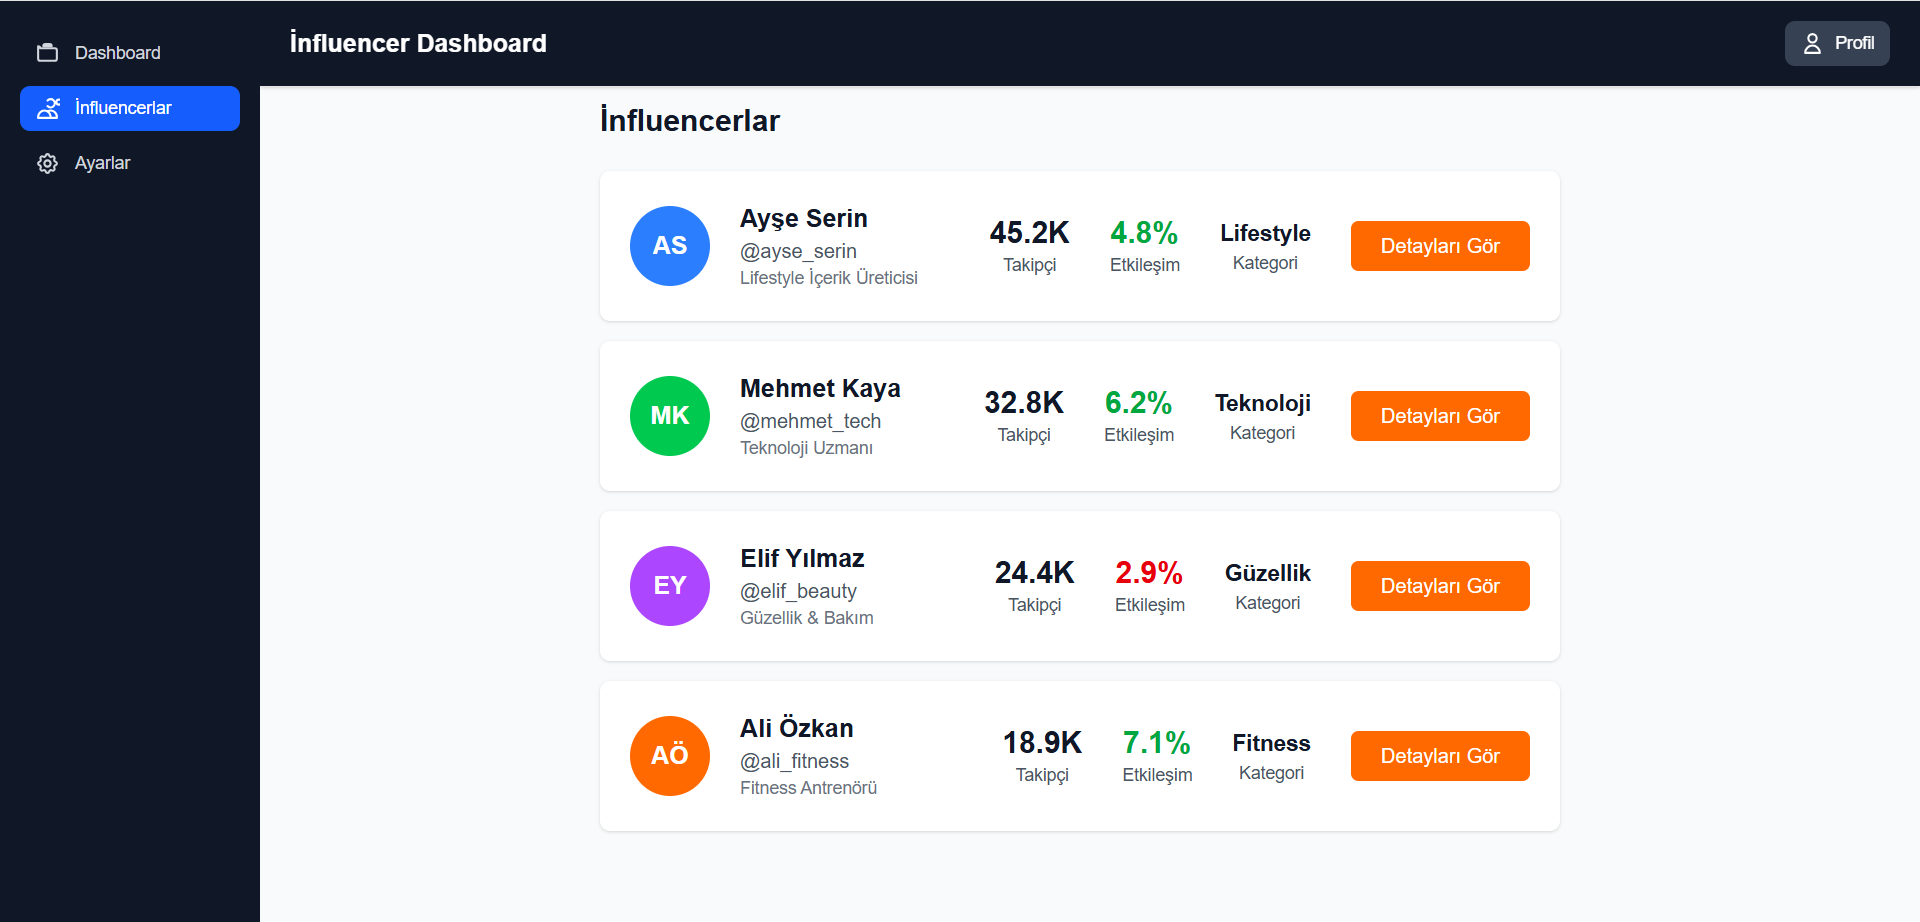 Dashboard
İnfluencerlar
Ayarlar
İnfluencer Dashboard
Profil
İnfluencerlar
AS
Ayşe Serin
@ayse_serin
Lifestyle İçerik Üreticisi
45.2K
Takipçi
4.8%
Etkileşim
Lifestyle
Kategori
Detayları Gör
MK
Mehmet Kaya
@mehmet_tech
Teknoloji Uzmanı
32.8K
Takipçi
6.2%
Etkileşim
Teknoloji
Kategori
Detayları Gör
EY
Elif Yılmaz
@elif_beauty
Güzellik & Bakım
24.4K
Takipçi
2.9%
Etkileşim
Güzellik
Kategori
Detayları Gör
AÖ
Ali Özkan
@ali_fitness
Fitness Antrenörü
18.9K
Takipçi
7.1%
Etkileşim
Fitness
Kategori
Detayları Gör